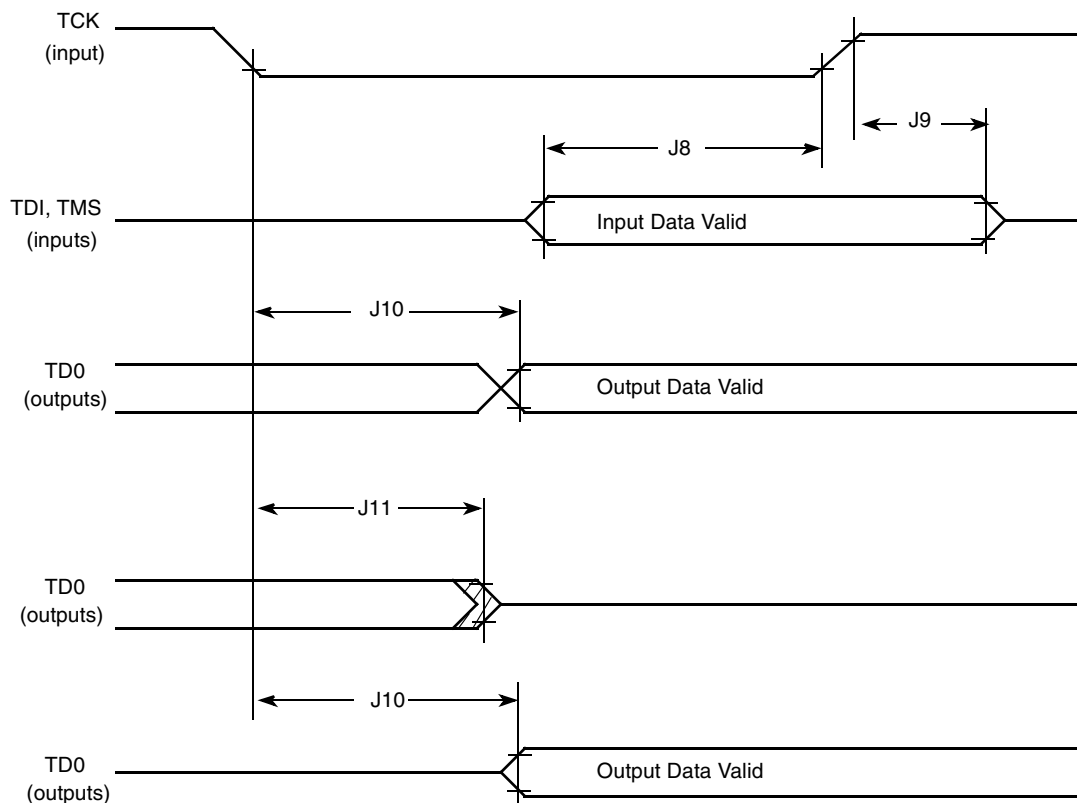 TCK
(input)
J9
J8
TDI, TMS
(inputs)
Input Data Valid
J10
TD0
(outputs)
Output Data Valid
J11
TD0
(outputs)
J10
TD0
(outputs)
Output Data Valid